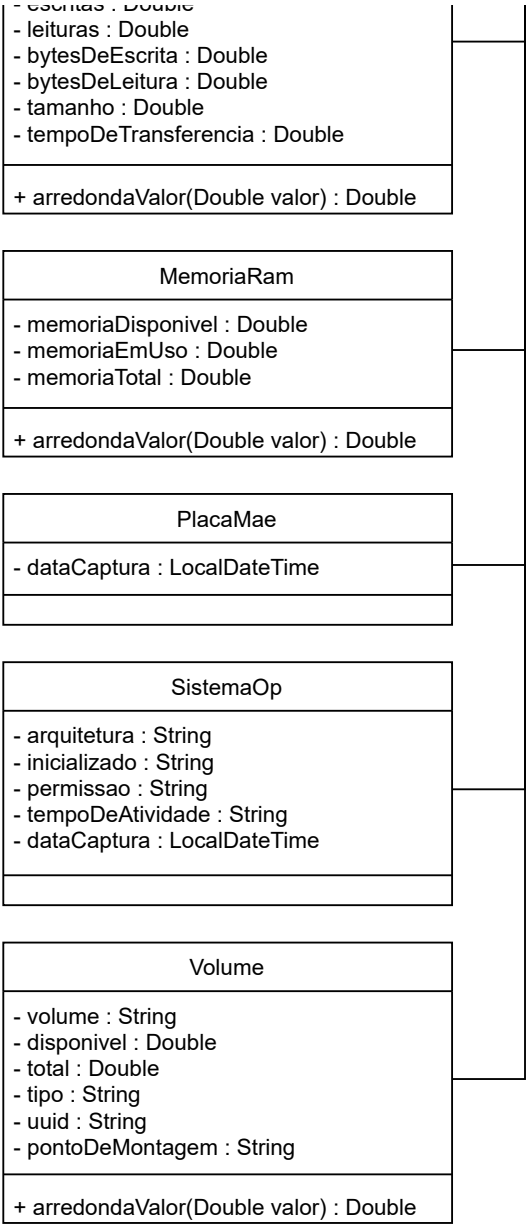 - escritas : Double
- leituras : Double
- bytesDeEscrita : Double
- bytesDeLeitura : Double
- tamanho : Double
- tempoDeTransferencia : Double
+ arredondaValor(Double valor) : Double
MemoriaRam
- memoriaDisponivel : Double
- memoriaEmUso : Double
- memoriaTotal : Double
+ arredondaValor(Double valor) : Double
PlacaMae
- dataCaptura : LocalDateTime
SistemaOp
- arquitetura : String
- inicializado : String
- permissao : String
- tempoDeAtividade : String
- dataCaptura : LocalDateTime
Volume
- volume : String
- disponivel : Double
- total : Double
- tipo : String
- uuid : String
- pontoDeMontagem : String
+ arredondaValor(Double valor) : Double